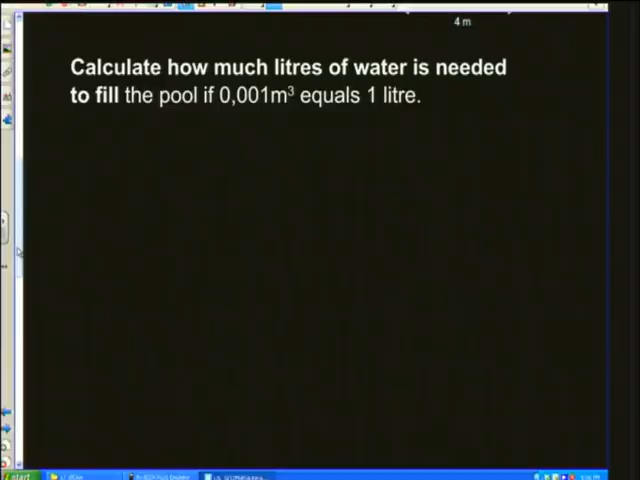 4 m
Calculate how much litres of water is needed
to fill the pool if 0,001m³ equals 1 litre.
start